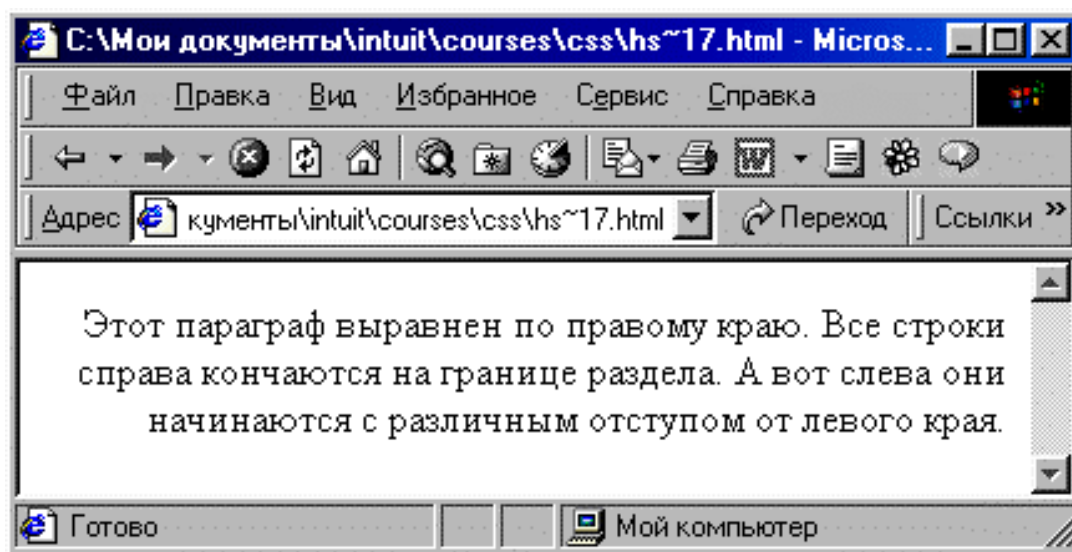 C:\Мои документы\intuit\courses\css\hs~17.html - Micros...
Файл Правка Вид Избранное Сервис Справка
W
Адрес кументы\intuit\courses\css\hs~17.html Переход Ссылки »
Этот параграф выравнен по правому краю. Все строки
справа кончаются на границе раздела. А вот слева они
начинаются с различным отступом от левого края.
Готово Мой компьютер